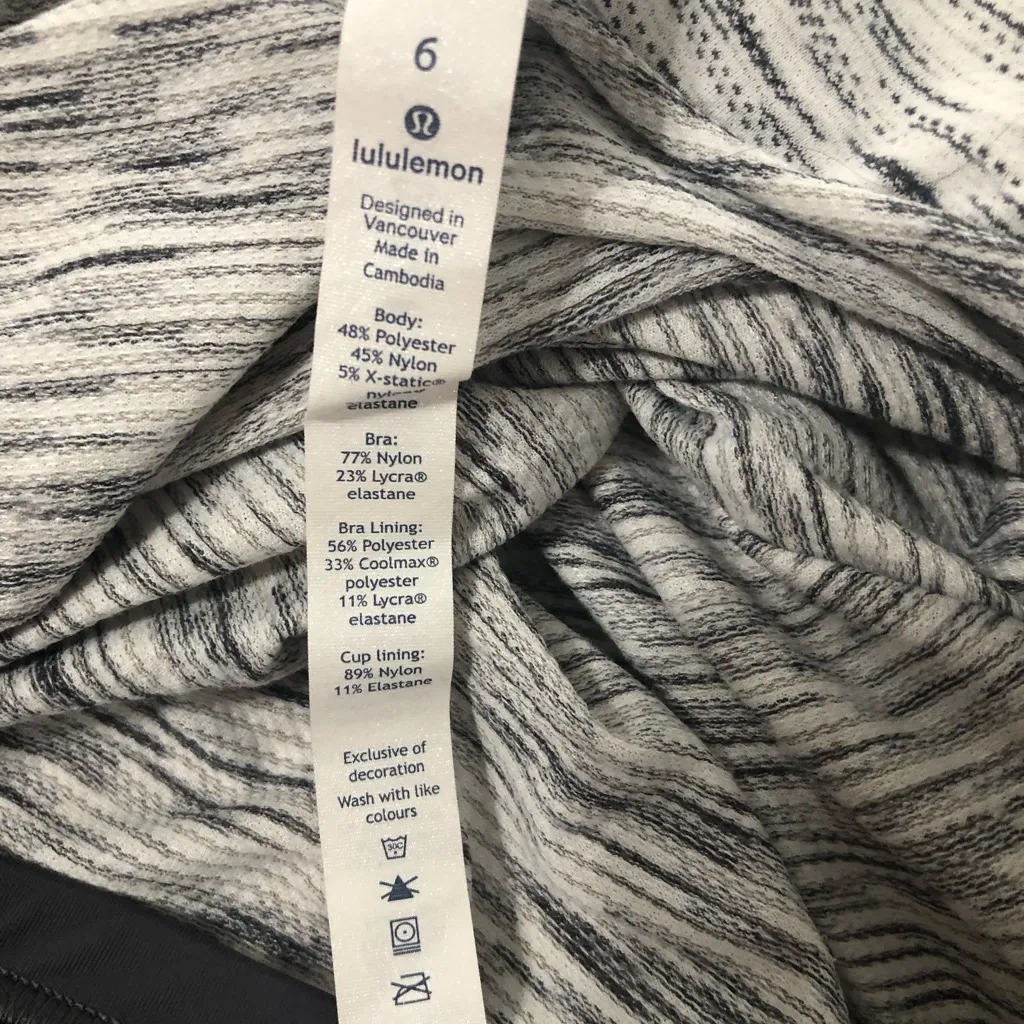 6
lululemon
Designed in
Vancouver
Made in
Cambodia
Body:
48% Polyester
45% Nylon
5% X-static®
nylon
elastane
Bra:
77% Nylon
23% Lycra®
elastane
Bra Lining:
56% Polyester
33% Coolmax®
polyester
11% Lycra®
elastane
Cup lining:
89% Nylon
11% Elastane
Exclusive of
decoration
Wash with like
colours
30C